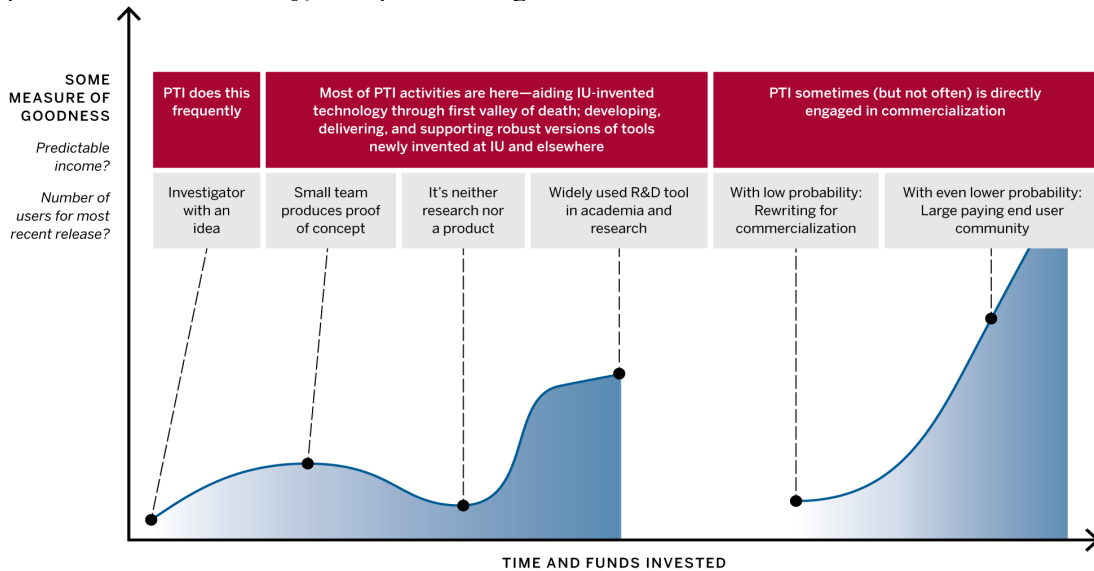 SOME
MEASURE OF
GOODNESS
Predictable
income?
Number of
users for most
recent release?
PTI does this
frequently
Most of PTI activities are here—aiding IU-invented
technology through first valley of death; developing,
delivering, and supporting robust versions of tools
newly invented at IU and elsewhere
PTI sometimes (but not often) is directly
engaged in commercialization
Investigator
with an
idea
Small team
produces proof
of concept
It's neither
research nor
a product
Widely used R&D tool
in academia and
research
With low probability:
Rewriting for
commercialization
With even lower probability:
Large paying end user
community
TIME AND FUNDS INVESTED